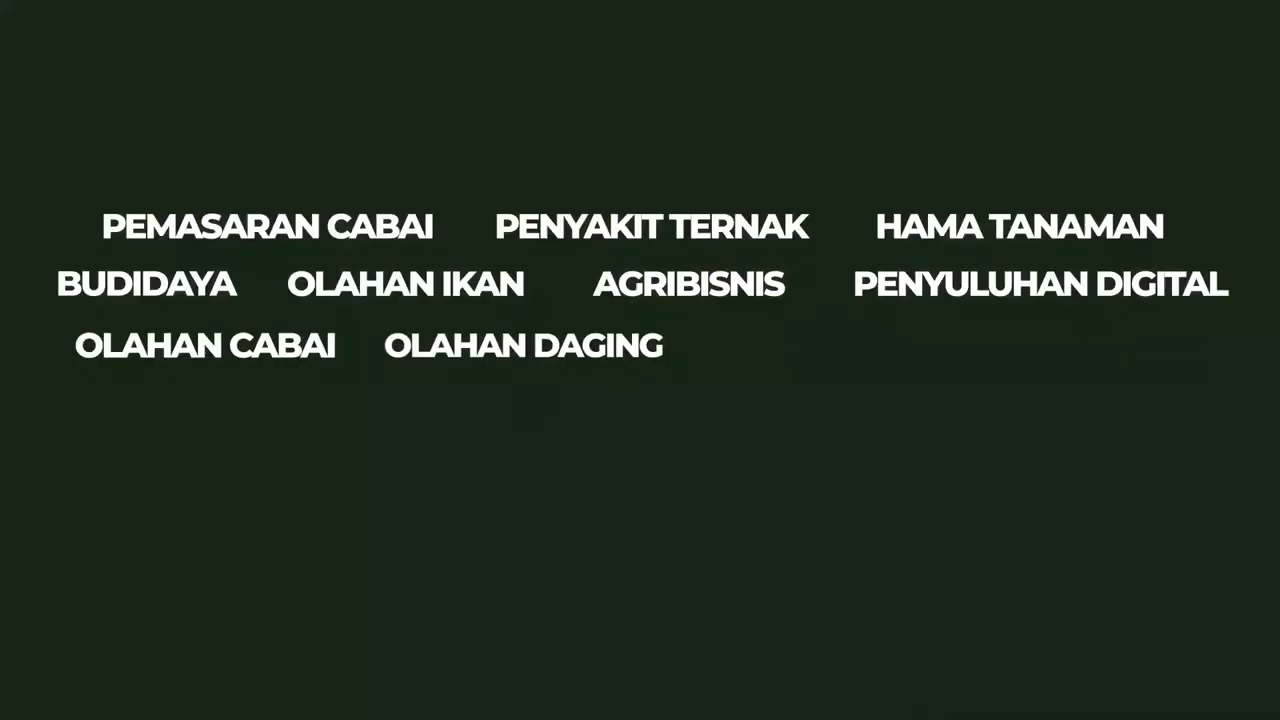 PEMASARAN CABAI PENYAKIT TERNAK HAMA TANAMAN
BUDIDAYA OLAHAN IKAN AGRIBISNIS PENYULUHAN DIGITAL
OLAHAN CABAI OLAHAN DAGING